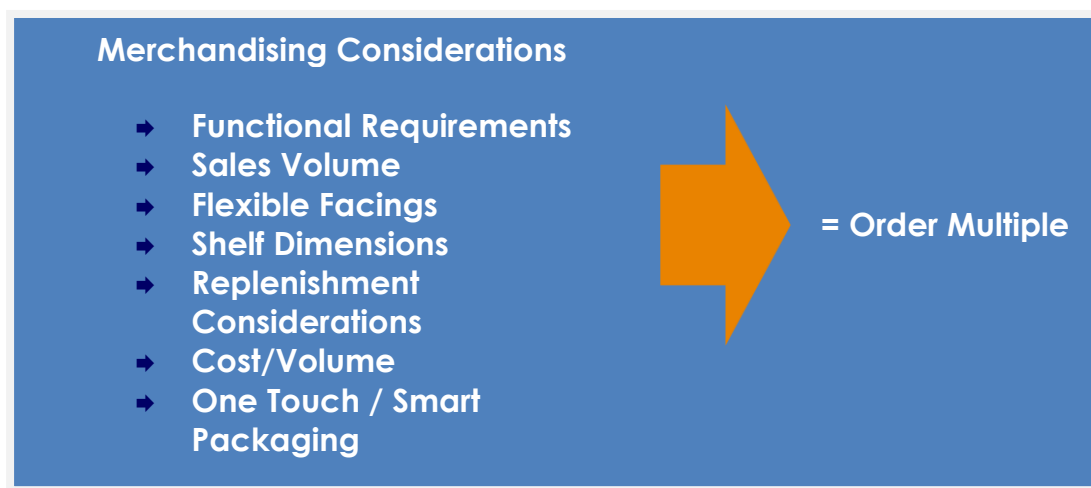 Merchandising Considerations
Functional Requirements
Sales Volume
Flexible Facings
Shelf Dimensions
Replenishment
Considerations
Cost/Volume
One Touch / Smart
Packaging
= Order Multiple